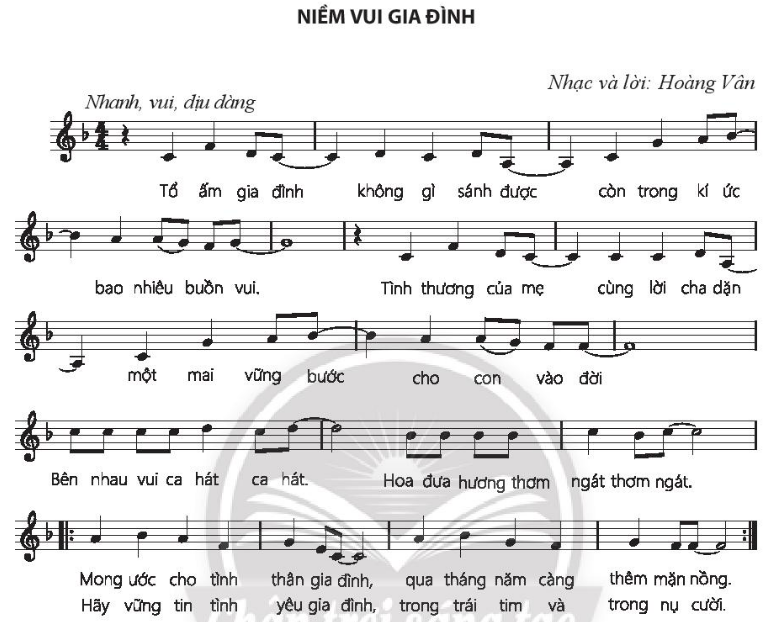 NIỀM VUI GIA ĐÌNH
Nhạc và lời: Hoàng Vân
Nhanh, vui, dịu dàng
Tổ ấm gia đình không gì sánh được còn trong kí ức
bao nhiêu buồn vui. Tình thương của mẹ cùng lời cha dặn
một mai vững bước cho con vào đời
Bên nhau vui ca hát ca hát. Hoa đưa hương thơm ngát thơm ngát.
Mong ước cho tình thân gia đình, qua tháng năm càng thêm mặn nồng.
Hãy vững tin tình yêu gia đình, trong trái tim và trong nụ cười.
Chân trời sáng tạo